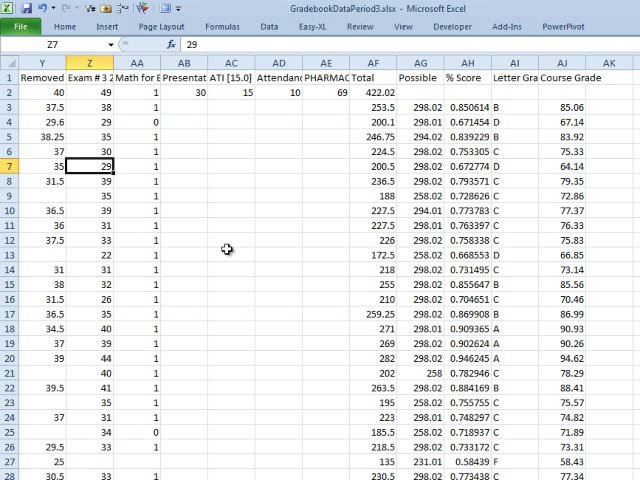 GradebookDataPeriod3.xlsx - Microsoft Excel
File Home Insert Page Layout Formulas Data Easy-XL Review View Developer Add-Ins PowerPivot
Z7 fx 29
Y Z AA AB AC AD AE AF AG AH AI AJ AK
1 Removed Exam # 3 2 Math for E Presentat ATI [15.0] Attendanc PHARMAC Total Possible % Score Letter Gra Course Grade
2 40 49 1 30 15 10 69 422.02
3 37.5 38 1 253.5 298.02 0.850614 B 85.06
4 29.6 29 0 200.1 298.01 0.671454 D 67.14
5 38.25 35 1 246.75 294.02 0.839229 B 83.92
6 37 30 1 224.5 298.02 0.753305 C 75.33
7 35 29 1 200.5 298.02 0.672774 D 64.14
8 31.5 39 1 236.5 298.02 0.793571 C 79.35
9 35 1 188 258.02 0.728626 C 72.86
10 36.5 39 1 227.5 294.01 0.773783 C 77.37
11 36 31 1 227.5 298.01 0.763397 C 76.33
12 37.5 33 1 226 298.02 0.758338 C 75.83
13 22 1 172.5 258.02 0.668553 D 66.85
14 31 31 1 218 298.02 0.731495 C 73.14
15 38 32 1 255 298.02 0.855647 B 85.56
16 31.5 26 1 210 298.02 0.704651 C 70.46
17 36.5 35 1 259.25 298.02 0.869908 B 86.99
18 34.5 40 1 271 298.01 0.909365 A 90.93
19 37 39 1 269 298.02 0.902624 A 90.26
20 39 44 1 282 298.02 0.946245 A 94.62
21 40 1 202 258 0.782946 C 78.29
22 39.5 41 1 263.5 298.02 0.884169 B 88.41
23 35 1 195 258.02 0.755755 C 75.57
24 37 31 1 223 298.01 0.748297 C 74.82
25 34 0 185.5 258.02 0.718937 C 71.89
26 29.5 33 1 218.5 298.02 0.733172 C 73.31
27 25 135 231.01 0.58439 F 58.43
28 30.5 33 1 230.5 298.02 0.773438 C 77.34